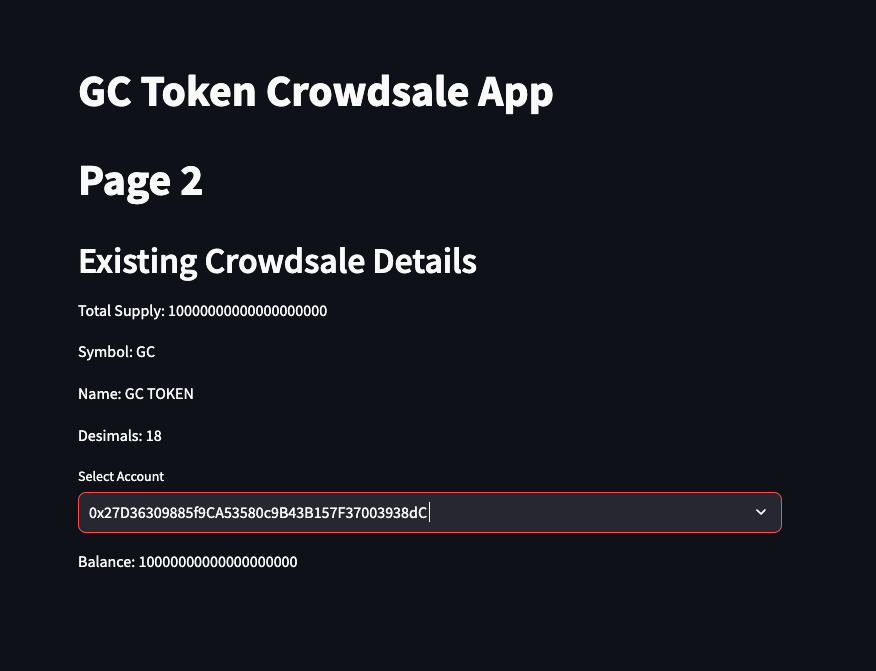 GC Token Crowdsale App
Page 2
Existing Crowdsale Details
Total Supply: 10000000000000000000
Symbol: GC
Name: GC TOKEN
Desimals: 18
Select Account
0x27D36309885f9CA53580c9B43B157F37003938dC
Balance: 10000000000000000000